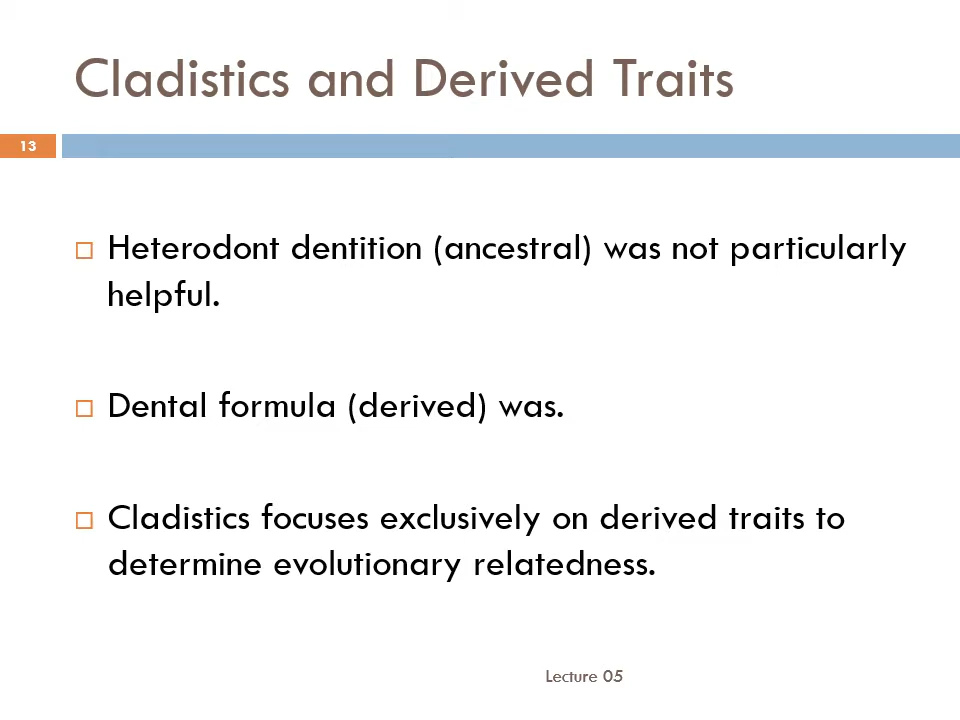 Cladistics and Derived Traits
13
Heterodont dentition (ancestral) was not particularly
helpful.
Dental formula (derived) was.
Cladistics focuses exclusively on derived traits to
determine evolutionary relatedness.
Lecture 05